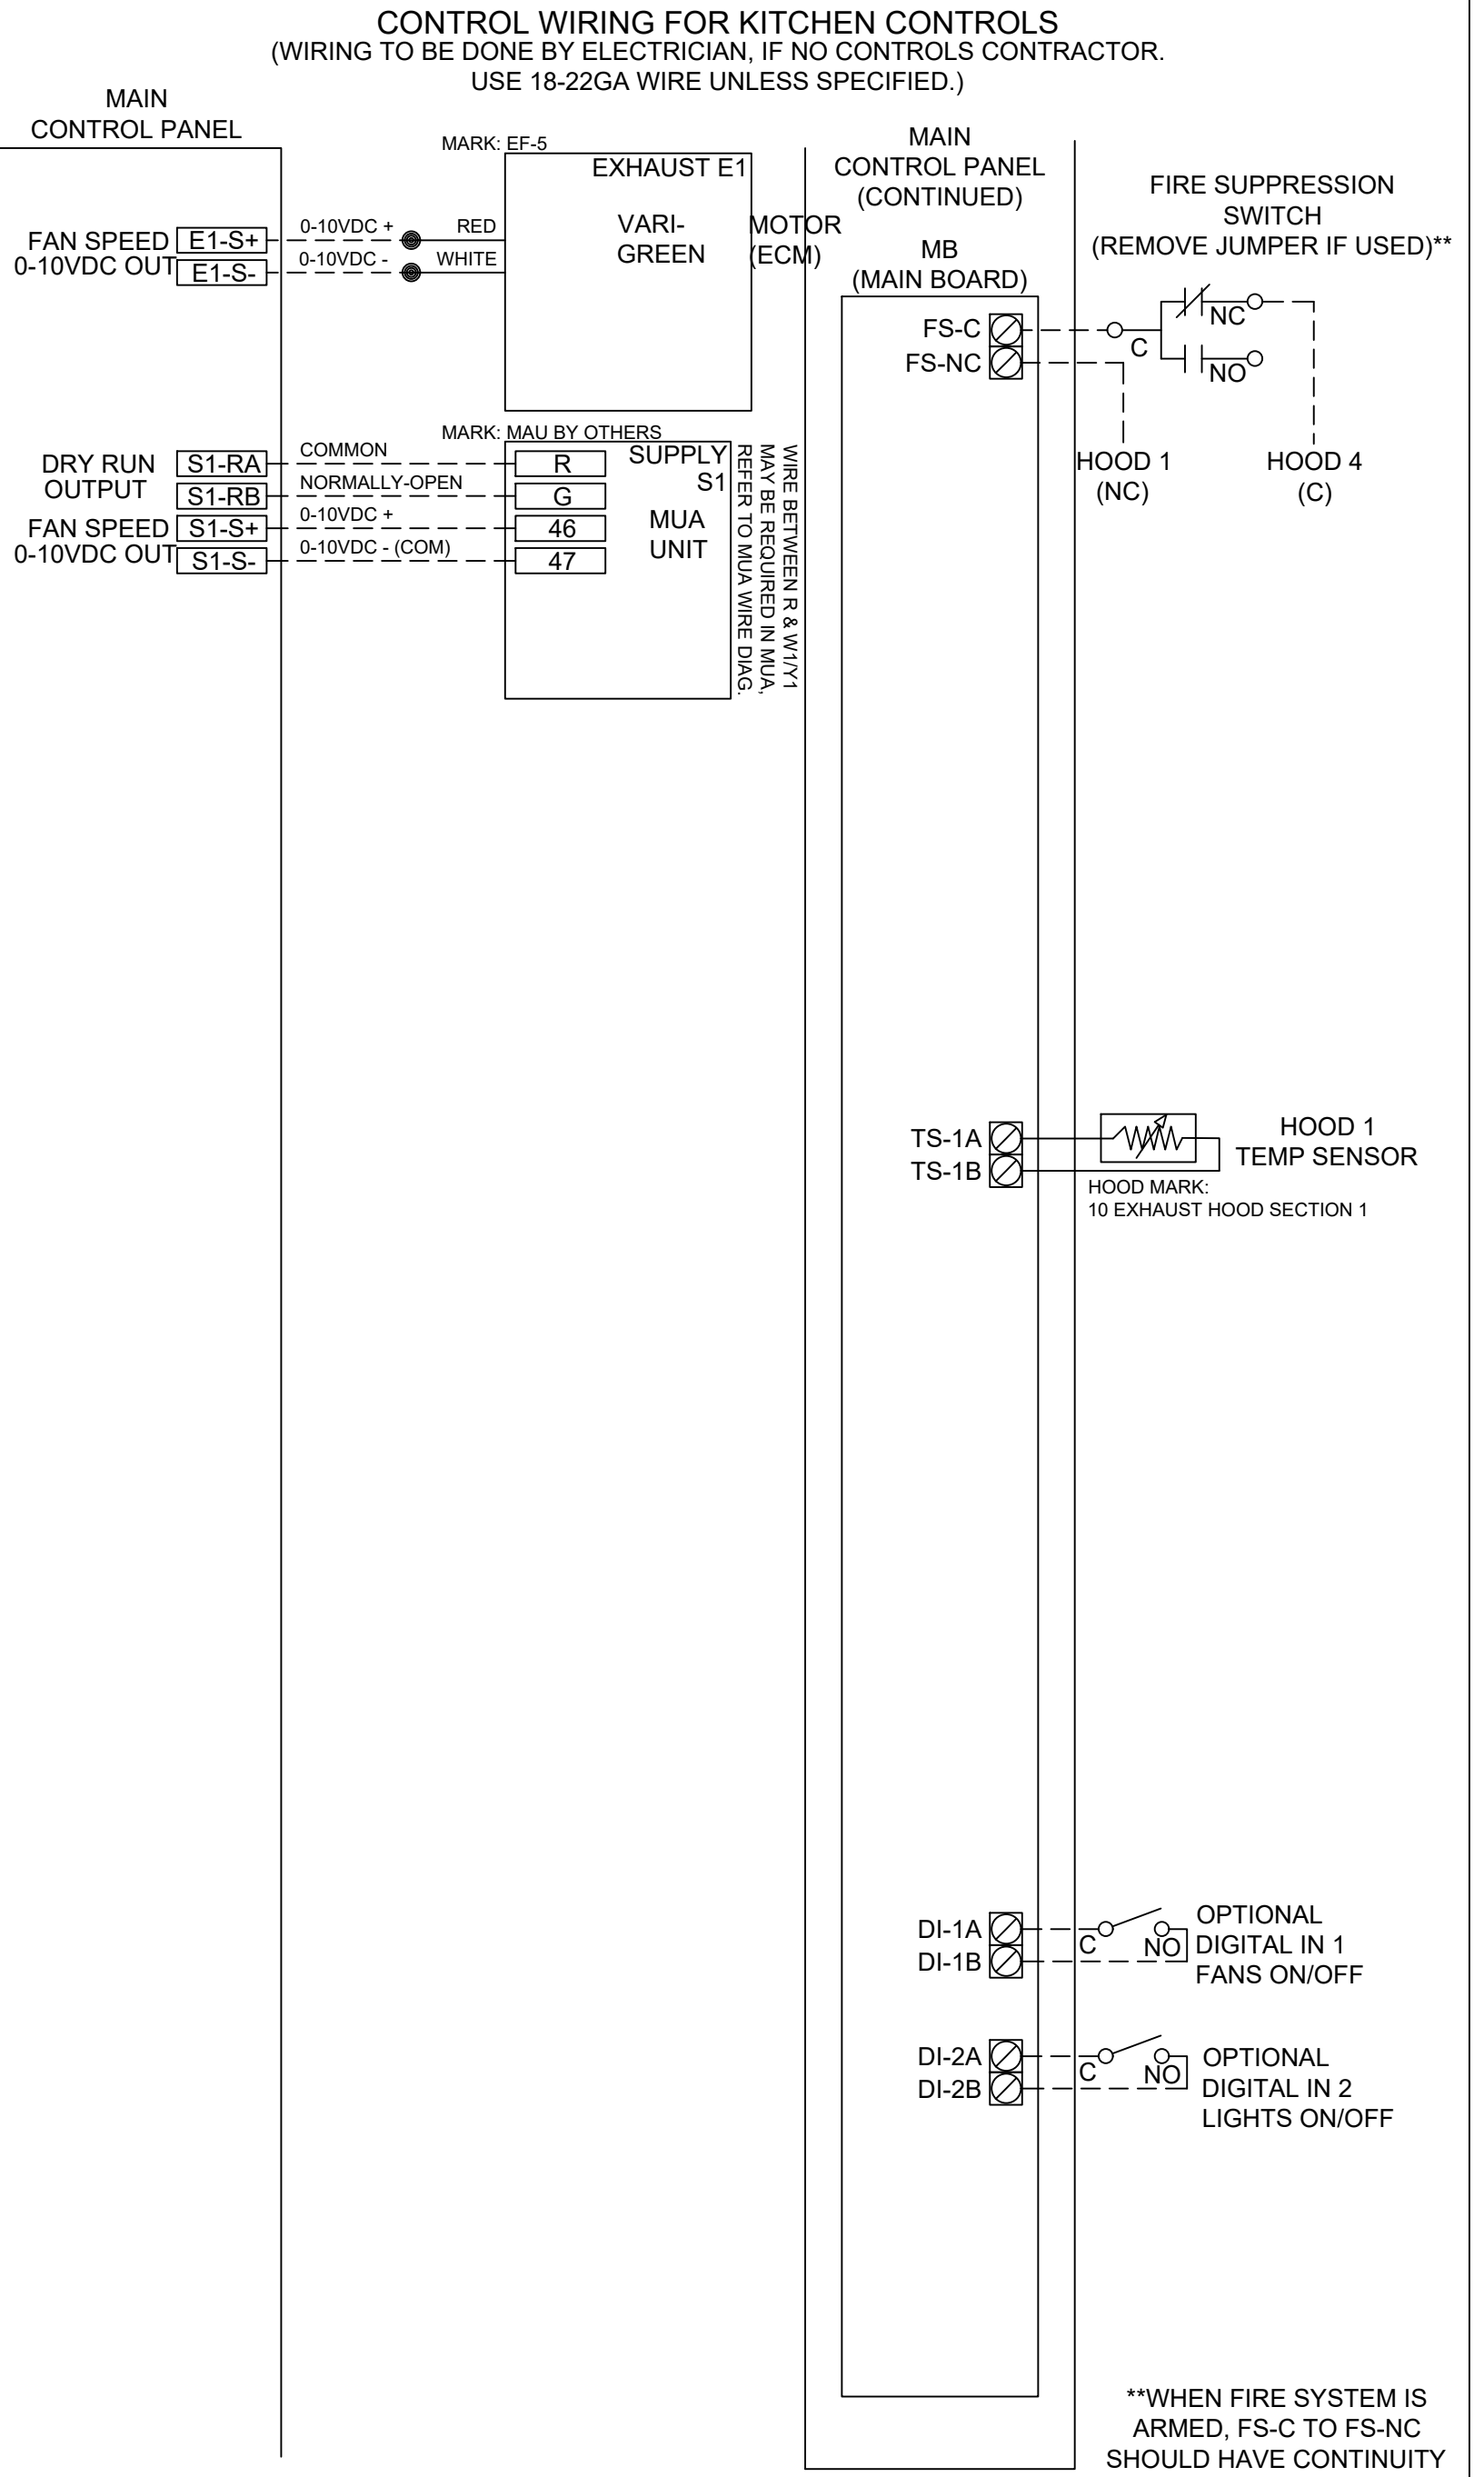 CONTROL WIRING FOR KITCHEN CONTROLS
(WIRING TO BE DONE BY ELECTRICIAN, IF NO CONTROLS CONTRACTOR.
USE 18-22GA WIRE UNLESS SPECIFIED.)
MAIN
CONTROL PANEL
FAN SPEED
0-10VDC OUT
E1-S+
E1-S-
0-10VDC +
0-10VDC -
RED
WHITE
MARK: EF-5
EXHAUST E1
VARI-
GREEN
MOTOR
(ECM)
DRY RUN
OUTPUT
FAN SPEED
0-10VDC OUT
S1-RA
S1-RB
S1-S+
S1-S-
COMMON
NORMALLY-OPEN
0-10VDC +
0-10VDC - (COM)
MARK: MAU BY OTHERS
R
G
46
47
SUPPLY
S1
MUA
UNIT
WIRE BETWEEN R & W1/Y1
MAY BE REQUIRED IN MUA,
REFER TO MUA WIRE DIAG.
MAIN
CONTROL PANEL
(CONTINUED)
MB
(MAIN BOARD)
FS-C
FS-NC
FIRE SUPPRESSION
SWITCH
(REMOVE JUMPER IF USED)**
C
NC
NO
HOOD 1
(NC)
HOOD 4
(C)
TS-1A
TS-1B
HOOD 1
TEMP SENSOR
HOOD MARK:
10 EXHAUST HOOD SECTION 1
DI-1A
DI-1B
C
NO
OPTIONAL
DIGITAL IN 1
FANS ON/OFF
DI-2A
DI-2B
C
NO
OPTIONAL
DIGITAL IN 2
LIGHTS ON/OFF
**WHEN FIRE SYSTEM IS
ARMED, FS-C TO FS-NC
SHOULD HAVE CONTINUITY